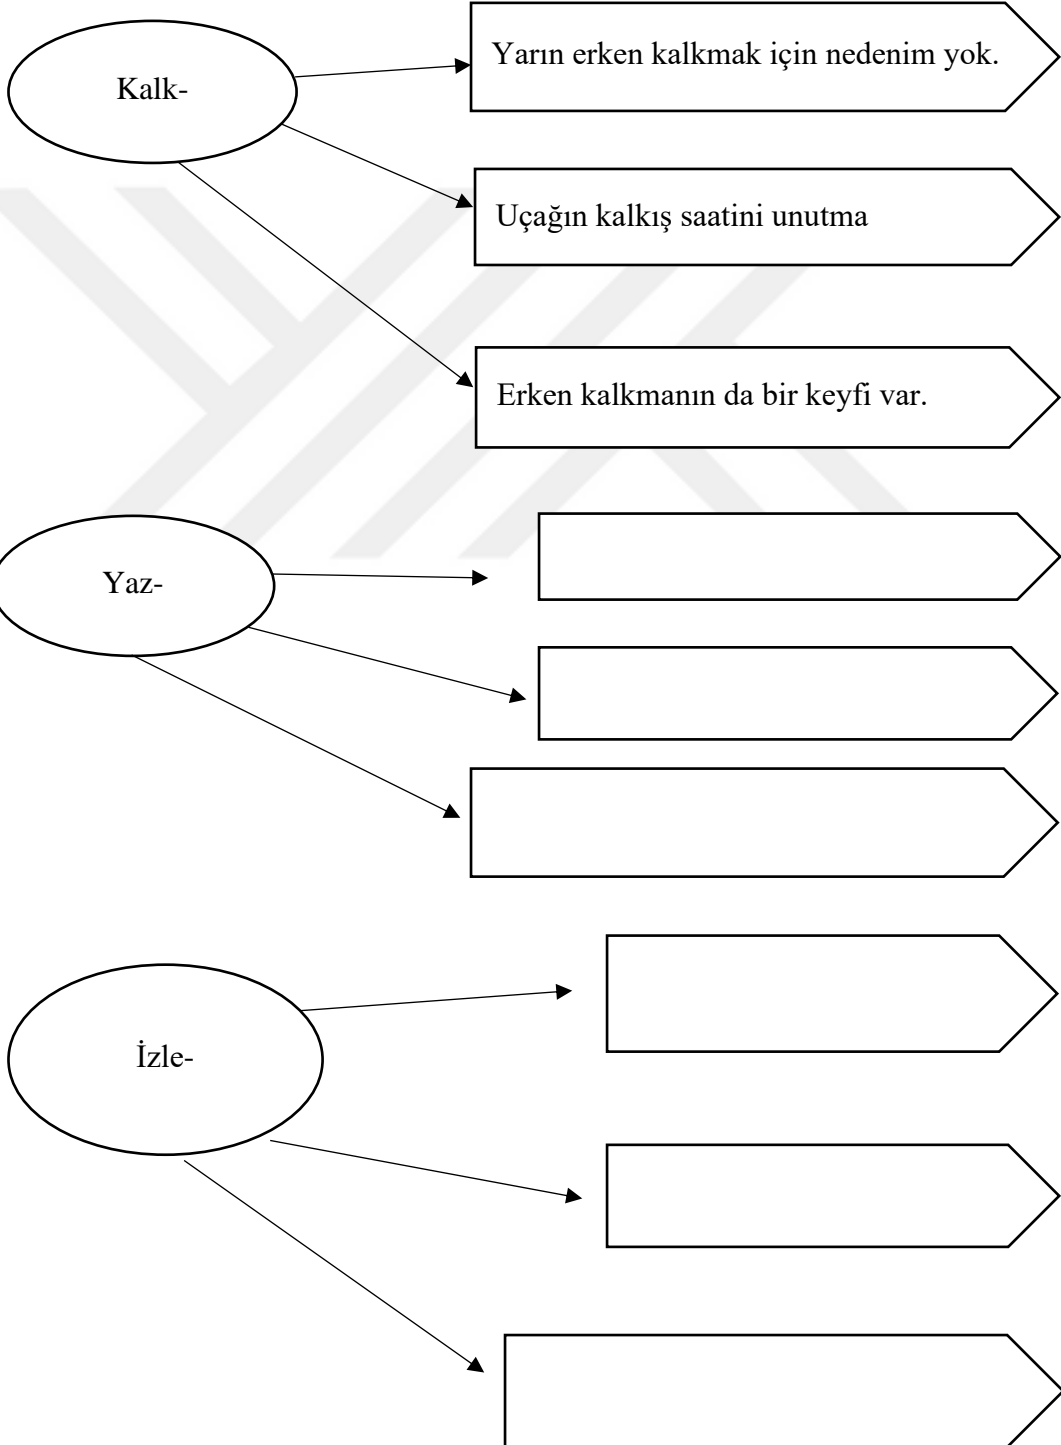 Kalk-
Yarın erken kalkmak için nedenim yok.
Uçağın kalkış saatini unutma
Erken kalkmanın da bir keyfi var.
Yaz-
İzle-